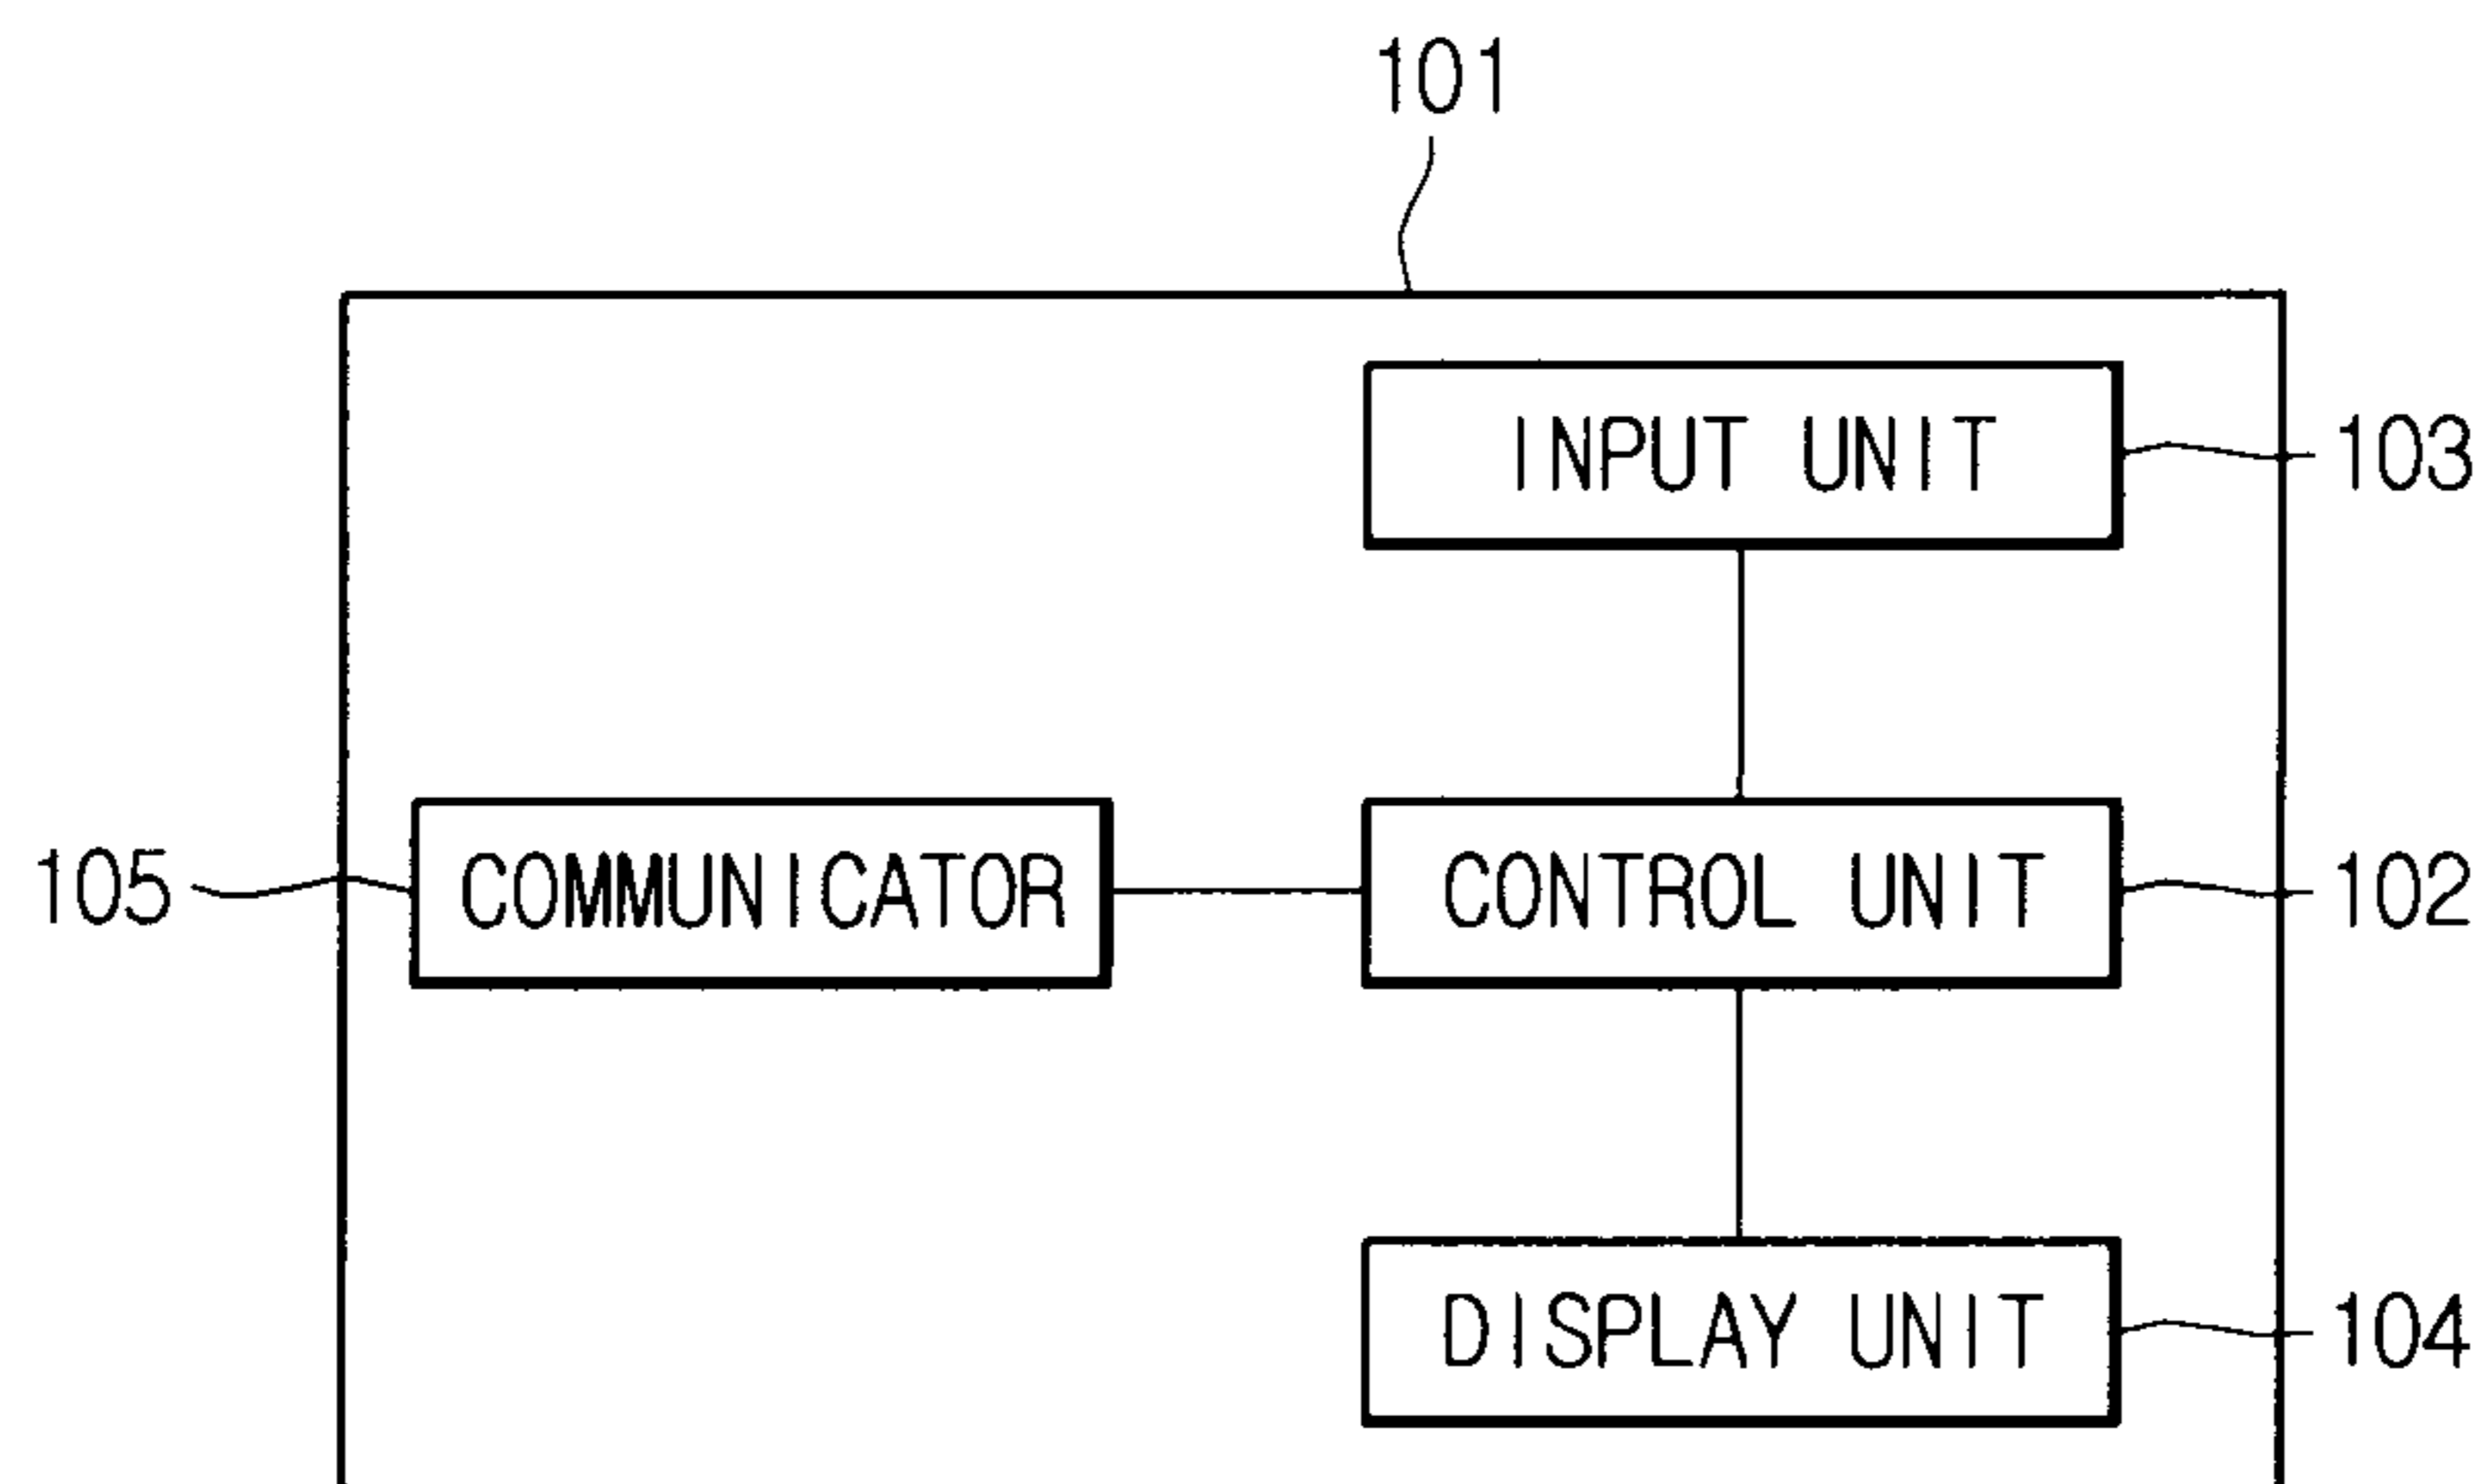 101
INPUT UNIT
103
105
COMMUNICATOR
CONTROL UNIT
102
DISPLAY UNIT
104